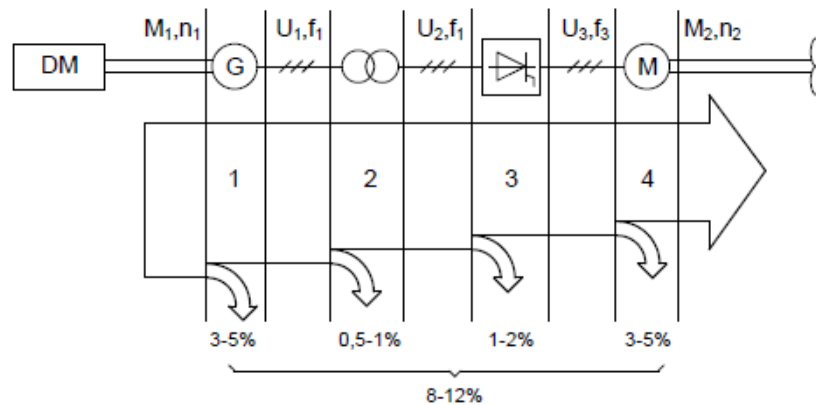 M1,n1 U1,f1 U2,f1 U3,f3 M2,n2
DM G M
1 2 3 4
3-5% 0,5-1% 1-2% 3-5%
8-12%